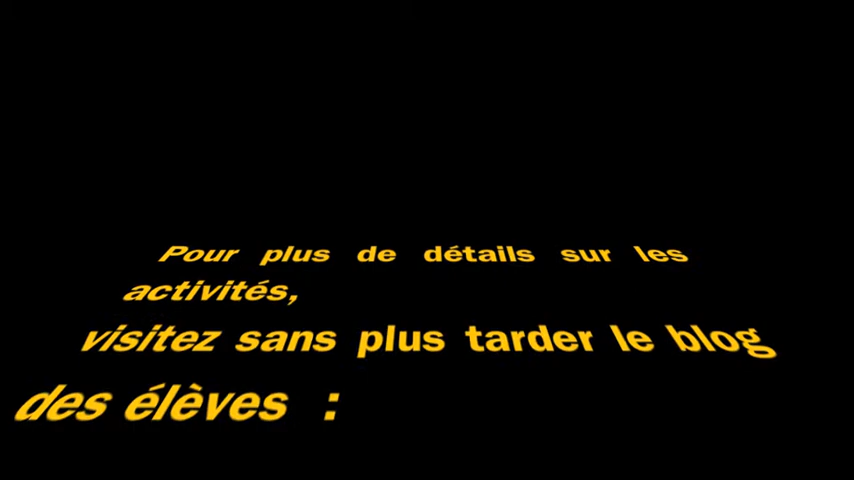 Pour plus de détails sur les
activités,
visitez sans plus tarder le blog
des élèves :